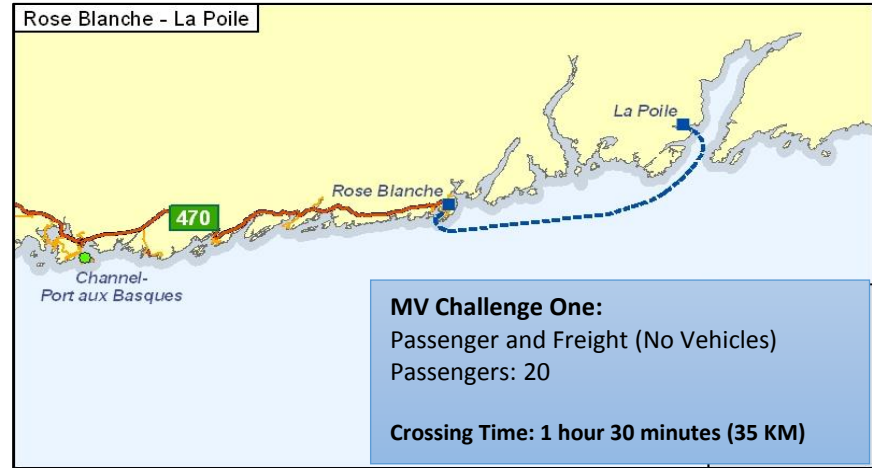 Rose Blanche - La Poile
La Poile
Rose Blanche
470
Channel-
Port aux Basques
MV Challenge One:
Passenger and Freight (No Vehicles)
Passengers: 20
Crossing Time: 1 hour 30 minutes (35 KM)